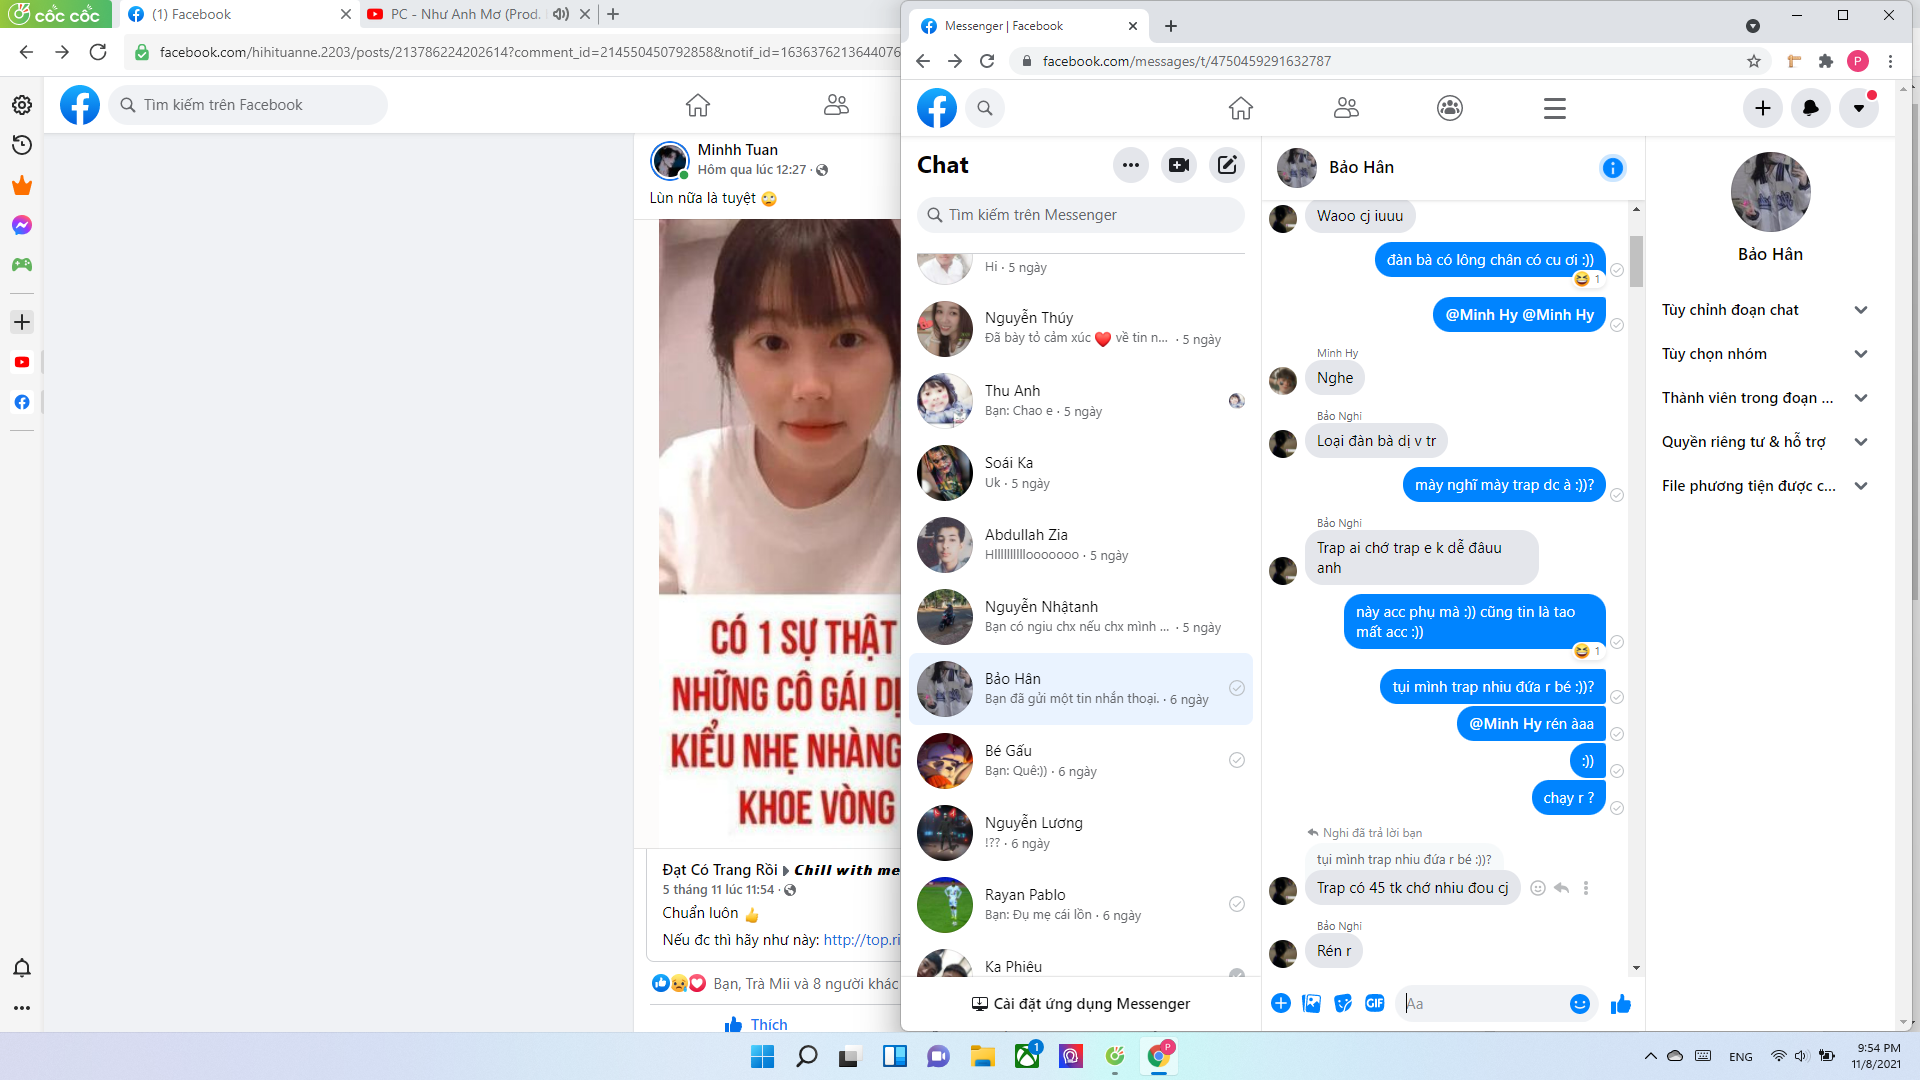 cốc cốc
(1) Facebook
PC - Như Anh Mơ (Prod.
facebook.com/hihituanne.2203/posts/213786224202614?comment_id=214550450792858&notif_id=1636376213644076
Tìm kiếm trên Facebook
Minhh Tuan
Hôm qua lúc 12:27 ·
Lùn nữa là tuyệt 🙄
CÓ 1 SỰ THẬT
NHỮNG CÔ GÁI DỊ
KIỂU NHẸ NHÀNG
KHOE VÒNG
Đạt Có Trang Rồi ▸ Chill with me
5 tháng 11 lúc 11:54 ·
Chuẩn luôn 👍
Nếu đc thì hãy như này: http://top.ri
Bạn, Trà Mii và 8 người khác
Thích
Messenger | Facebook
facebook.com/messages/t/4750459291632787
P
Chat
Tìm kiếm trên Messenger
Hi · 5 ngày
Nguyễn Thúy
Đã bày tỏ cảm xúc ❤️ về tin n... · 5 ngày
Thu Anh
Bạn: Chao e · 5 ngày
Soái Ka
Uk · 5 ngày
Abdullah Zia
Hlllllllllooooooo · 5 ngày
Nguyễn Nhậtanh
Bạn có ngiu chx nếu chx mình ... · 5 ngày
Bảo Hân
Bạn đã gửi một tin nhắn thoại. · 6 ngày
Bé Gấu
Bạn: Quê:)) · 6 ngày
Nguyễn Lương
!?? · 6 ngày
Rayan Pablo
Bạn: Đụ mẹ cái lồn · 6 ngày
Ka Phiêu
Cài đặt ứng dụng Messenger
Bảo Hân
Waoo cj iuuu
đàn bà có lông chân có cu ơi :))
😆 1
@Minh Hy @Minh Hy
Minh Hy
Nghe
Bảo Nghi
Loại đàn bà dị v tr
mày nghĩ mày trap dc à :))?
Bảo Nghi
Trap ai chớ trap e k dễ đâuu
anh
này acc phụ mà :)) cũng tin là tao
mất acc :))
😆 1
tụi mình trap nhiu đứa r bé :))?
@Minh Hy rén àaa
:))
chạy r ?
Nghi đã trả lời bạn
tụi mình trap nhiu đứa r bé :))?
Trap có 45 tk chớ nhiu đou cj
Bảo Nghi
Rén r
GIF
Aa
Bảo Hân
Tùy chỉnh đoạn chat
Tùy chọn nhóm
Thành viên trong đoạn ...
Quyền riêng tư & hỗ trợ
File phương tiện được c...
1
P
ENG
9:54 PM
11/8/2021